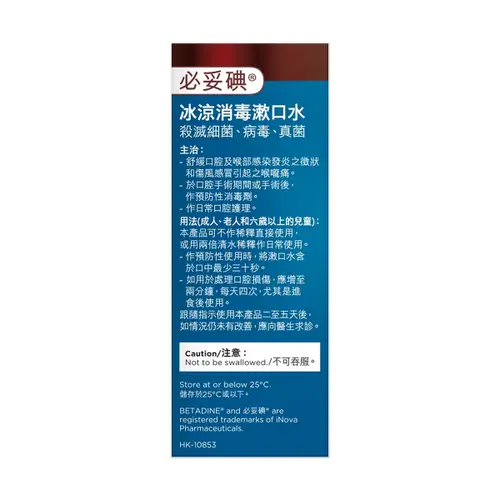 必妥碘®
冰涼消毒漱口水
殺滅細菌、病毒、真菌
主治：
- 舒緩口腔及喉部感染發炎之徵狀
和傷風感冒引起之喉嚨痛。
- 於口腔手術期間或手術後，
作預防性消毒劑。
- 作日常口腔護理。
用法(成人、老人和六歲以上的兒童)：
本產品可不作稀釋直接使用，
或用兩倍清水稀釋作日常使用。
- 作預防性使用時，將漱口水含
於口中最少三十秒。
- 如用於處理口腔損傷，應增至
兩分鐘，每天四次，尤其是進
食後使用。
跟隨指示使用本產品二至五天後，
如情況仍未有改善，應向醫生求診。
Caution/注意：
Not to be swallowed./不可吞服。
Store at or below 25°C.
儲存於25°C或以下。
BETADINE® and 必妥碘® are
registered trademarks of iNova
Pharmaceuticals.
HK-10853